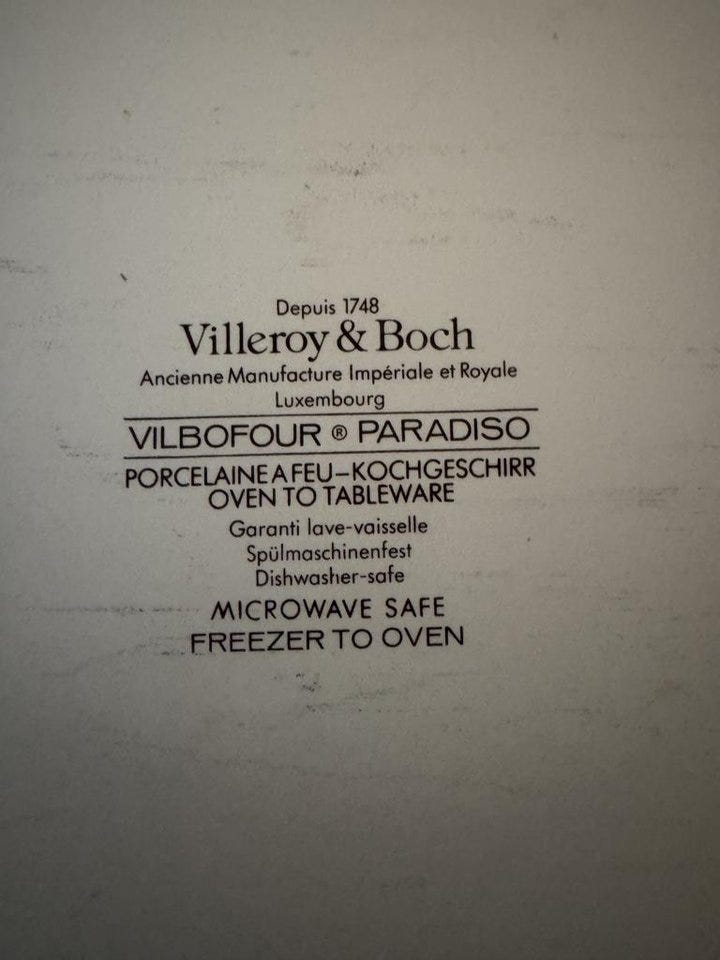 Depuis 1748
Villeroy & Boch
Ancienne Manufacture Impériale et Royale
Luxembourg
VILBOFOUR ® PARADISO
PORCELAINE A FEU–KOCHGESCHIRR
OVEN TO TABLEWARE
Garanti lave-vaisselle
Spülmaschinenfest
Dishwasher-safe
MICROWAVE SAFE
FREEZER TO OVEN